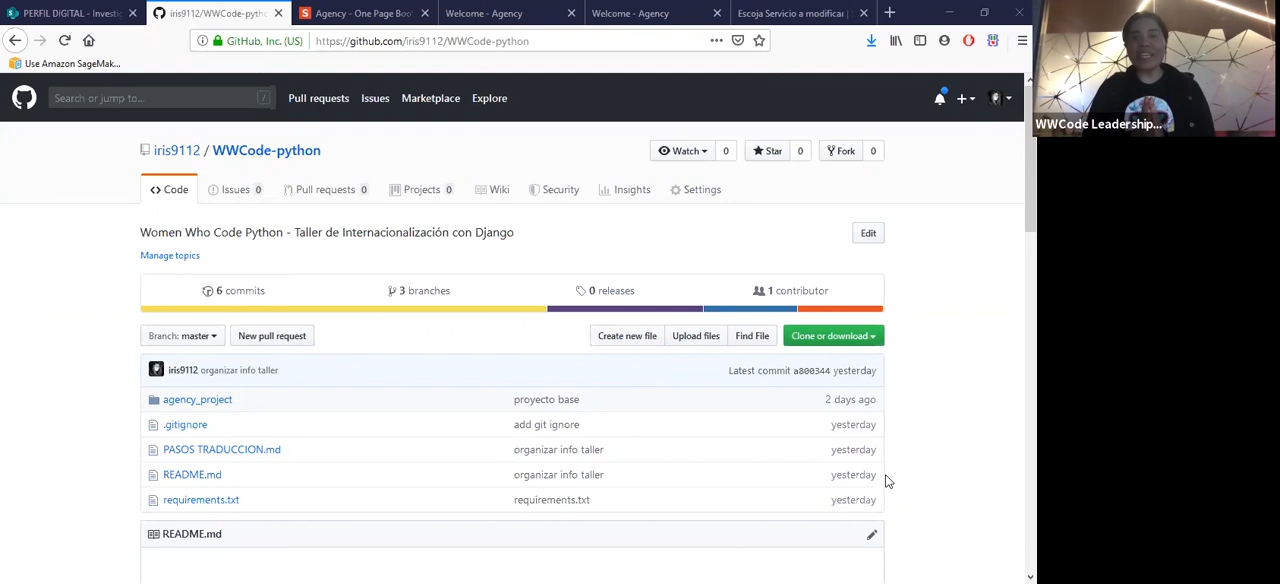 PERFIL DIGITAL - Investig
iris9112/WWCode-pytho
Agency - One Page Boo
Welcome - Agency
Welcome - Agency
Escoja Servicio a modificar | S
GitHub, Inc. (US)
https://github.com/iris9112/WWCode-python
Use Amazon SageMak...
Search or jump to...
/
Pull requests
Issues
Marketplace
Explore
WWCode Leadership...
iris9112 / WWCode-python
Watch
0
Star
0
Fork
0
Code
Issues 0
Pull requests 0
Projects 0
Wiki
Security
Insights
Settings
Women Who Code Python - Taller de Internacionalización con Django
Edit
Manage topics
6 commits
3 branches
0 releases
1 contributor
Branch: master
New pull request
Create new file
Upload files
Find File
Clone or download
iris9112 organizar info taller
Latest commit a800344 yesterday
agency_project
proyecto base
2 days ago
.gitignore
add git ignore
yesterday
PASOS TRADUCCION.md
organizar info taller
yesterday
README.md
organizar info taller
yesterday
requirements.txt
requirements.txt
yesterday
README.md